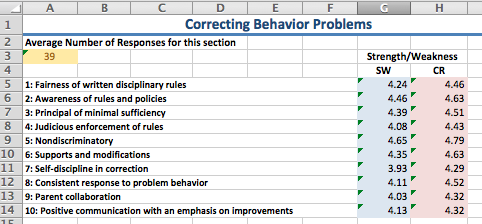 A B C D E F G H
1 Correcting Behavior Problems
2 Average Number of Responses for this section
3 39 Strength/Weakness
4 SW CR
5 1: Fairness of written disciplinary rules 4.24 4.46
6 2: Awareness of rules and policies 4.46 4.63
7 3: Principal of minimal sufficiency 4.39 4.51
8 4: Judicious enforcement of rules 4.08 4.43
9 5: Nondiscriminatory 4.65 4.79
10 6: Supports and modifications 4.35 4.63
11 7: Self-discipline in correction 3.93 4.29
12 8: Consistent response to problem behavior 4.11 4.52
13 9: Parent collaboration 4.03 4.32
14 10: Positive communication with an emphasis on improvements 4.13 4.32